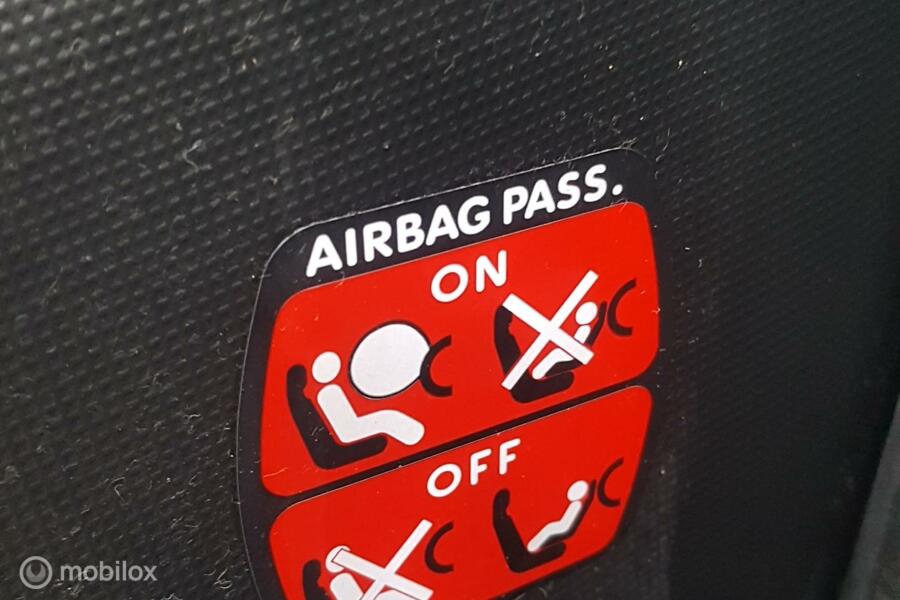 AIRBAG PASS.
ON
OFF
mobilox